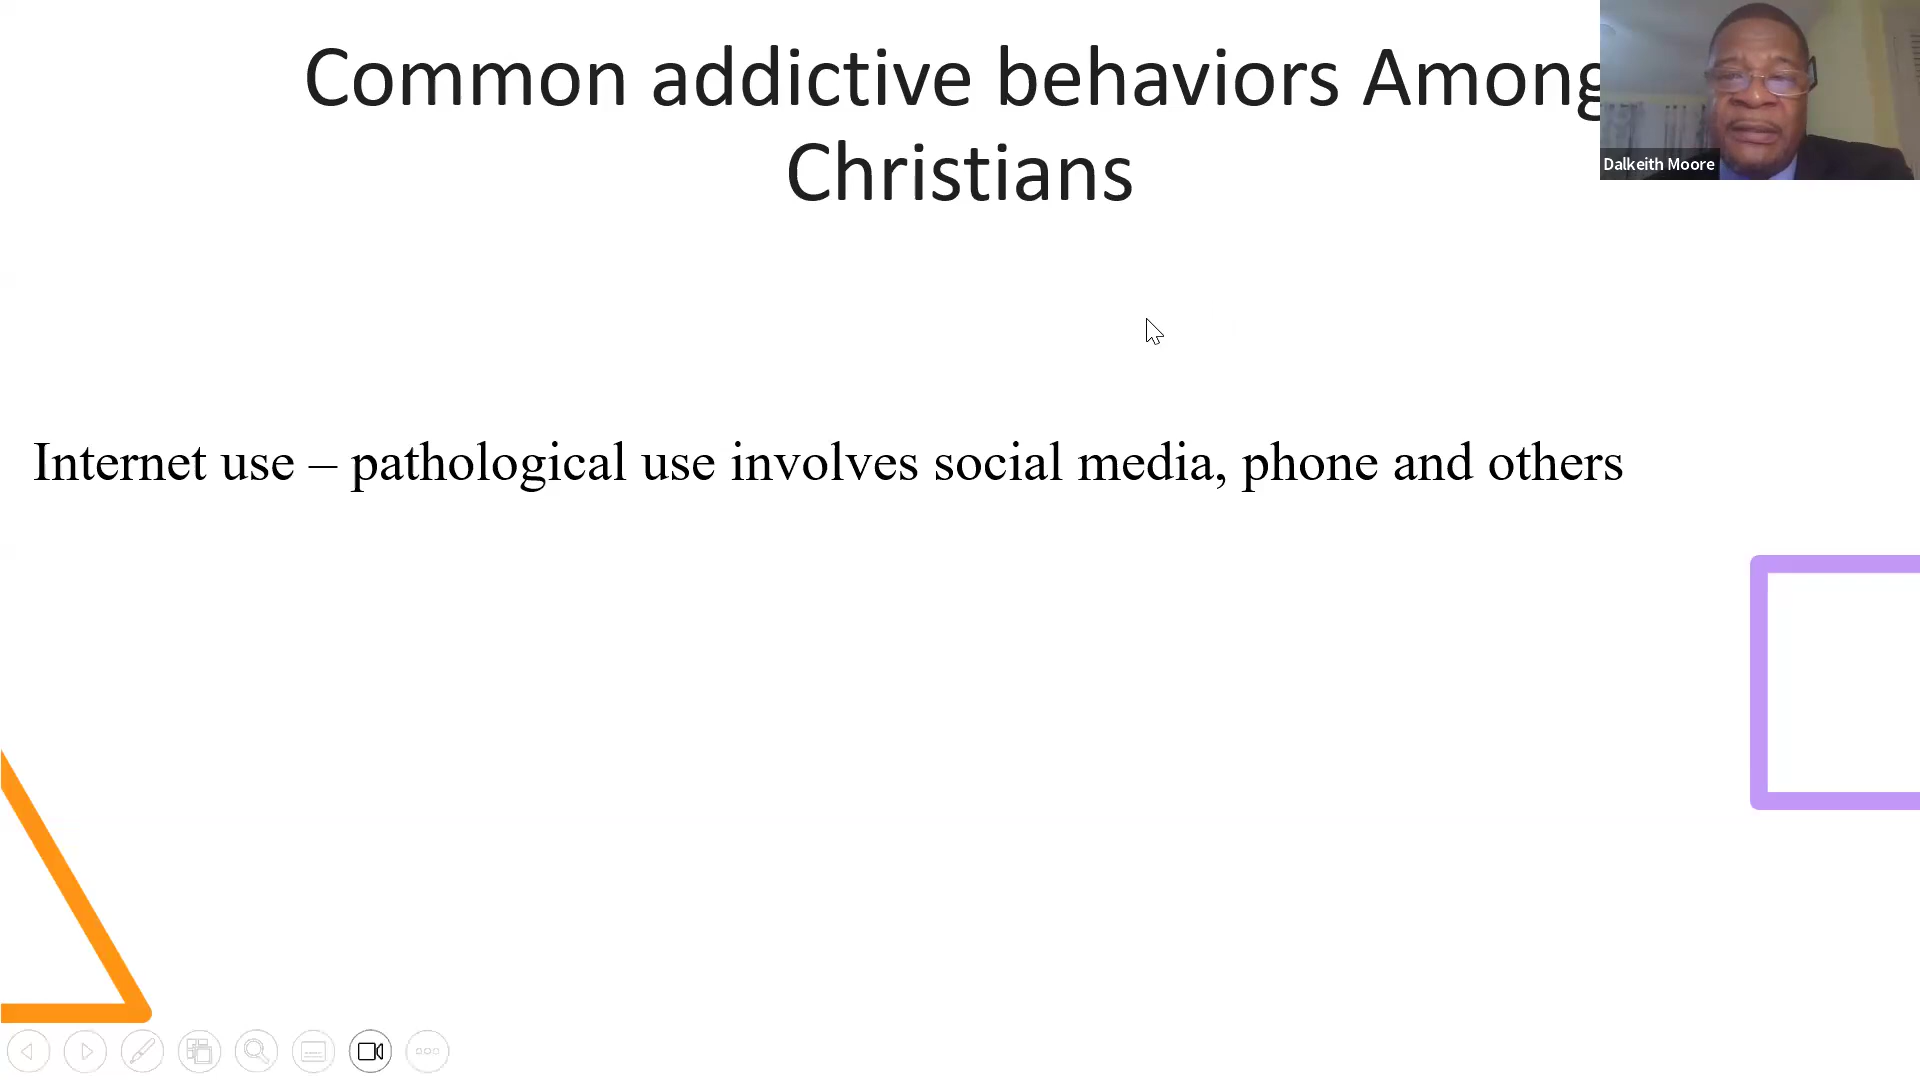 Common addictive behaviors Among
Christians
Dalkeith Moore
Internet use – pathological use involves social media, phone and others